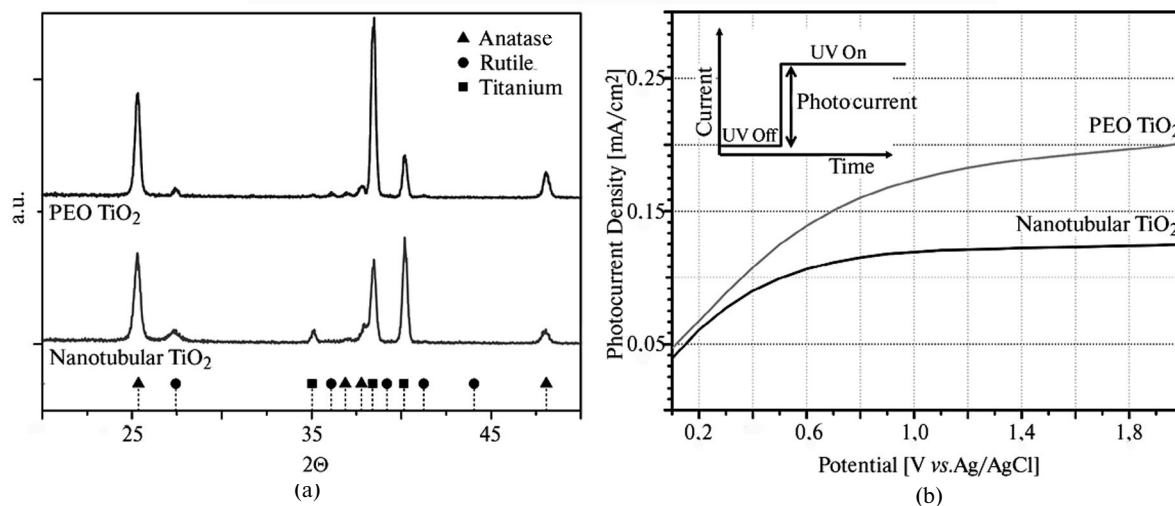 ▲ Anatase
● Rutile
■ Titanium
PEO TiO2
Nanotubular TiO2
a.u.
25 35 45
2Θ
(a)
Photocurrent Density [mA/cm2]
0.25
0.15
0.05
Current
UV On
Photocurrent
UV Off
Time
PEO TiO2
Nanotubular TiO2
0.2 0.6 1,0 1,4 1,8
Potential [V vs.Ag/AgCl]
(b)